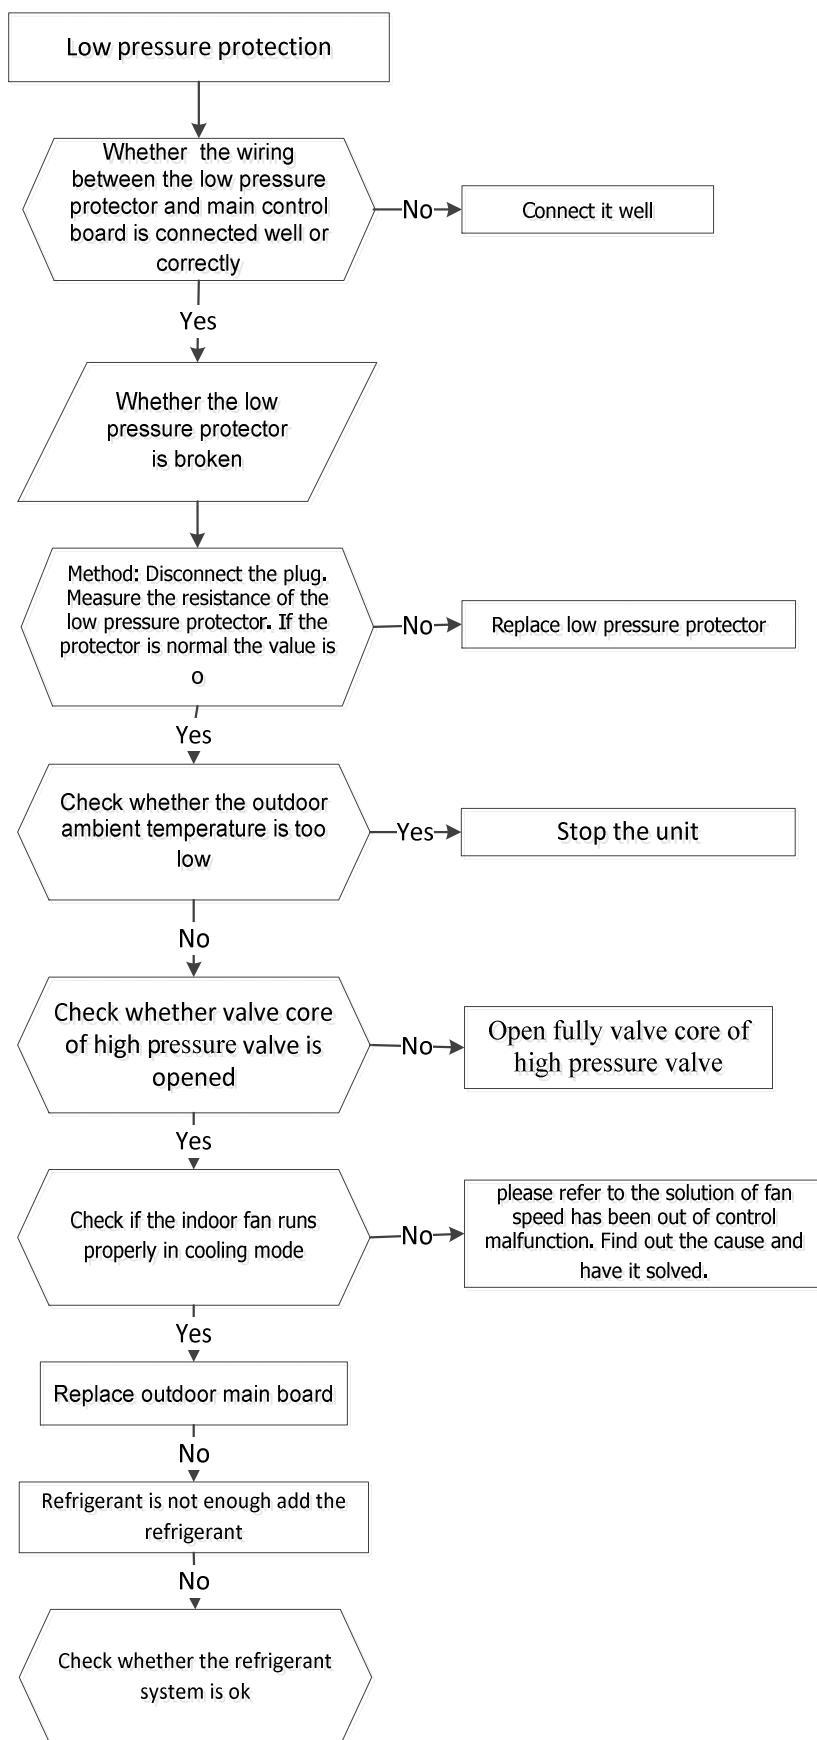 Low pressure protection
Whether the wiring
between the low pressure
protector and main control
board is connected well or
correctly
No
Connect it well
Yes
Whether the low
pressure protector
is broken
Method: Disconnect the plug.
Measure the resistance of the
low pressure protector. If the
protector is normal the value is
o
No
Replace low pressure protector
Yes
Check whether the outdoor
ambient temperature is too
low
Yes
Stop the unit
No
Check whether valve core
of high pressure valve is
opened
No
Open fully valve core of
high pressure valve
Yes
Check if the indoor fan runs
properly in cooling mode
No
please refer to the solution of fan
speed has been out of control
malfunction. Find out the cause and
have it solved.
Yes
Replace outdoor main board
No
Refrigerant is not enough add the
refrigerant
No
Check whether the refrigerant
system is ok